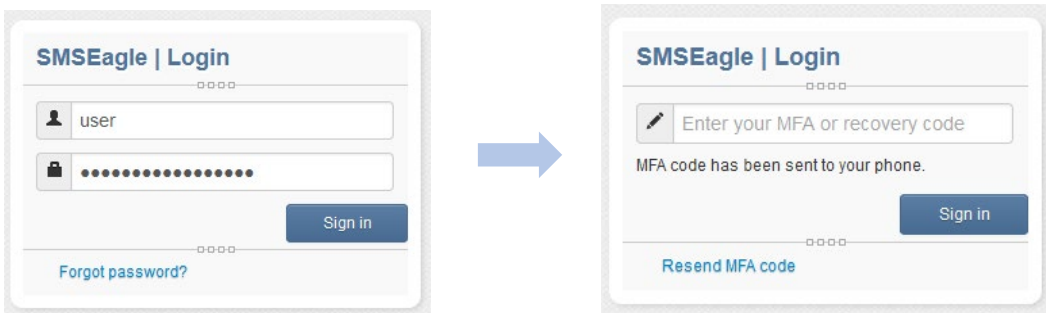 SMSEagle | Login
user
•••••••••••••••••
Sign in
Forgot password?
SMSEagle | Login
Enter your MFA or recovery code
MFA code has been sent to your phone.
Sign in
Resend MFA code